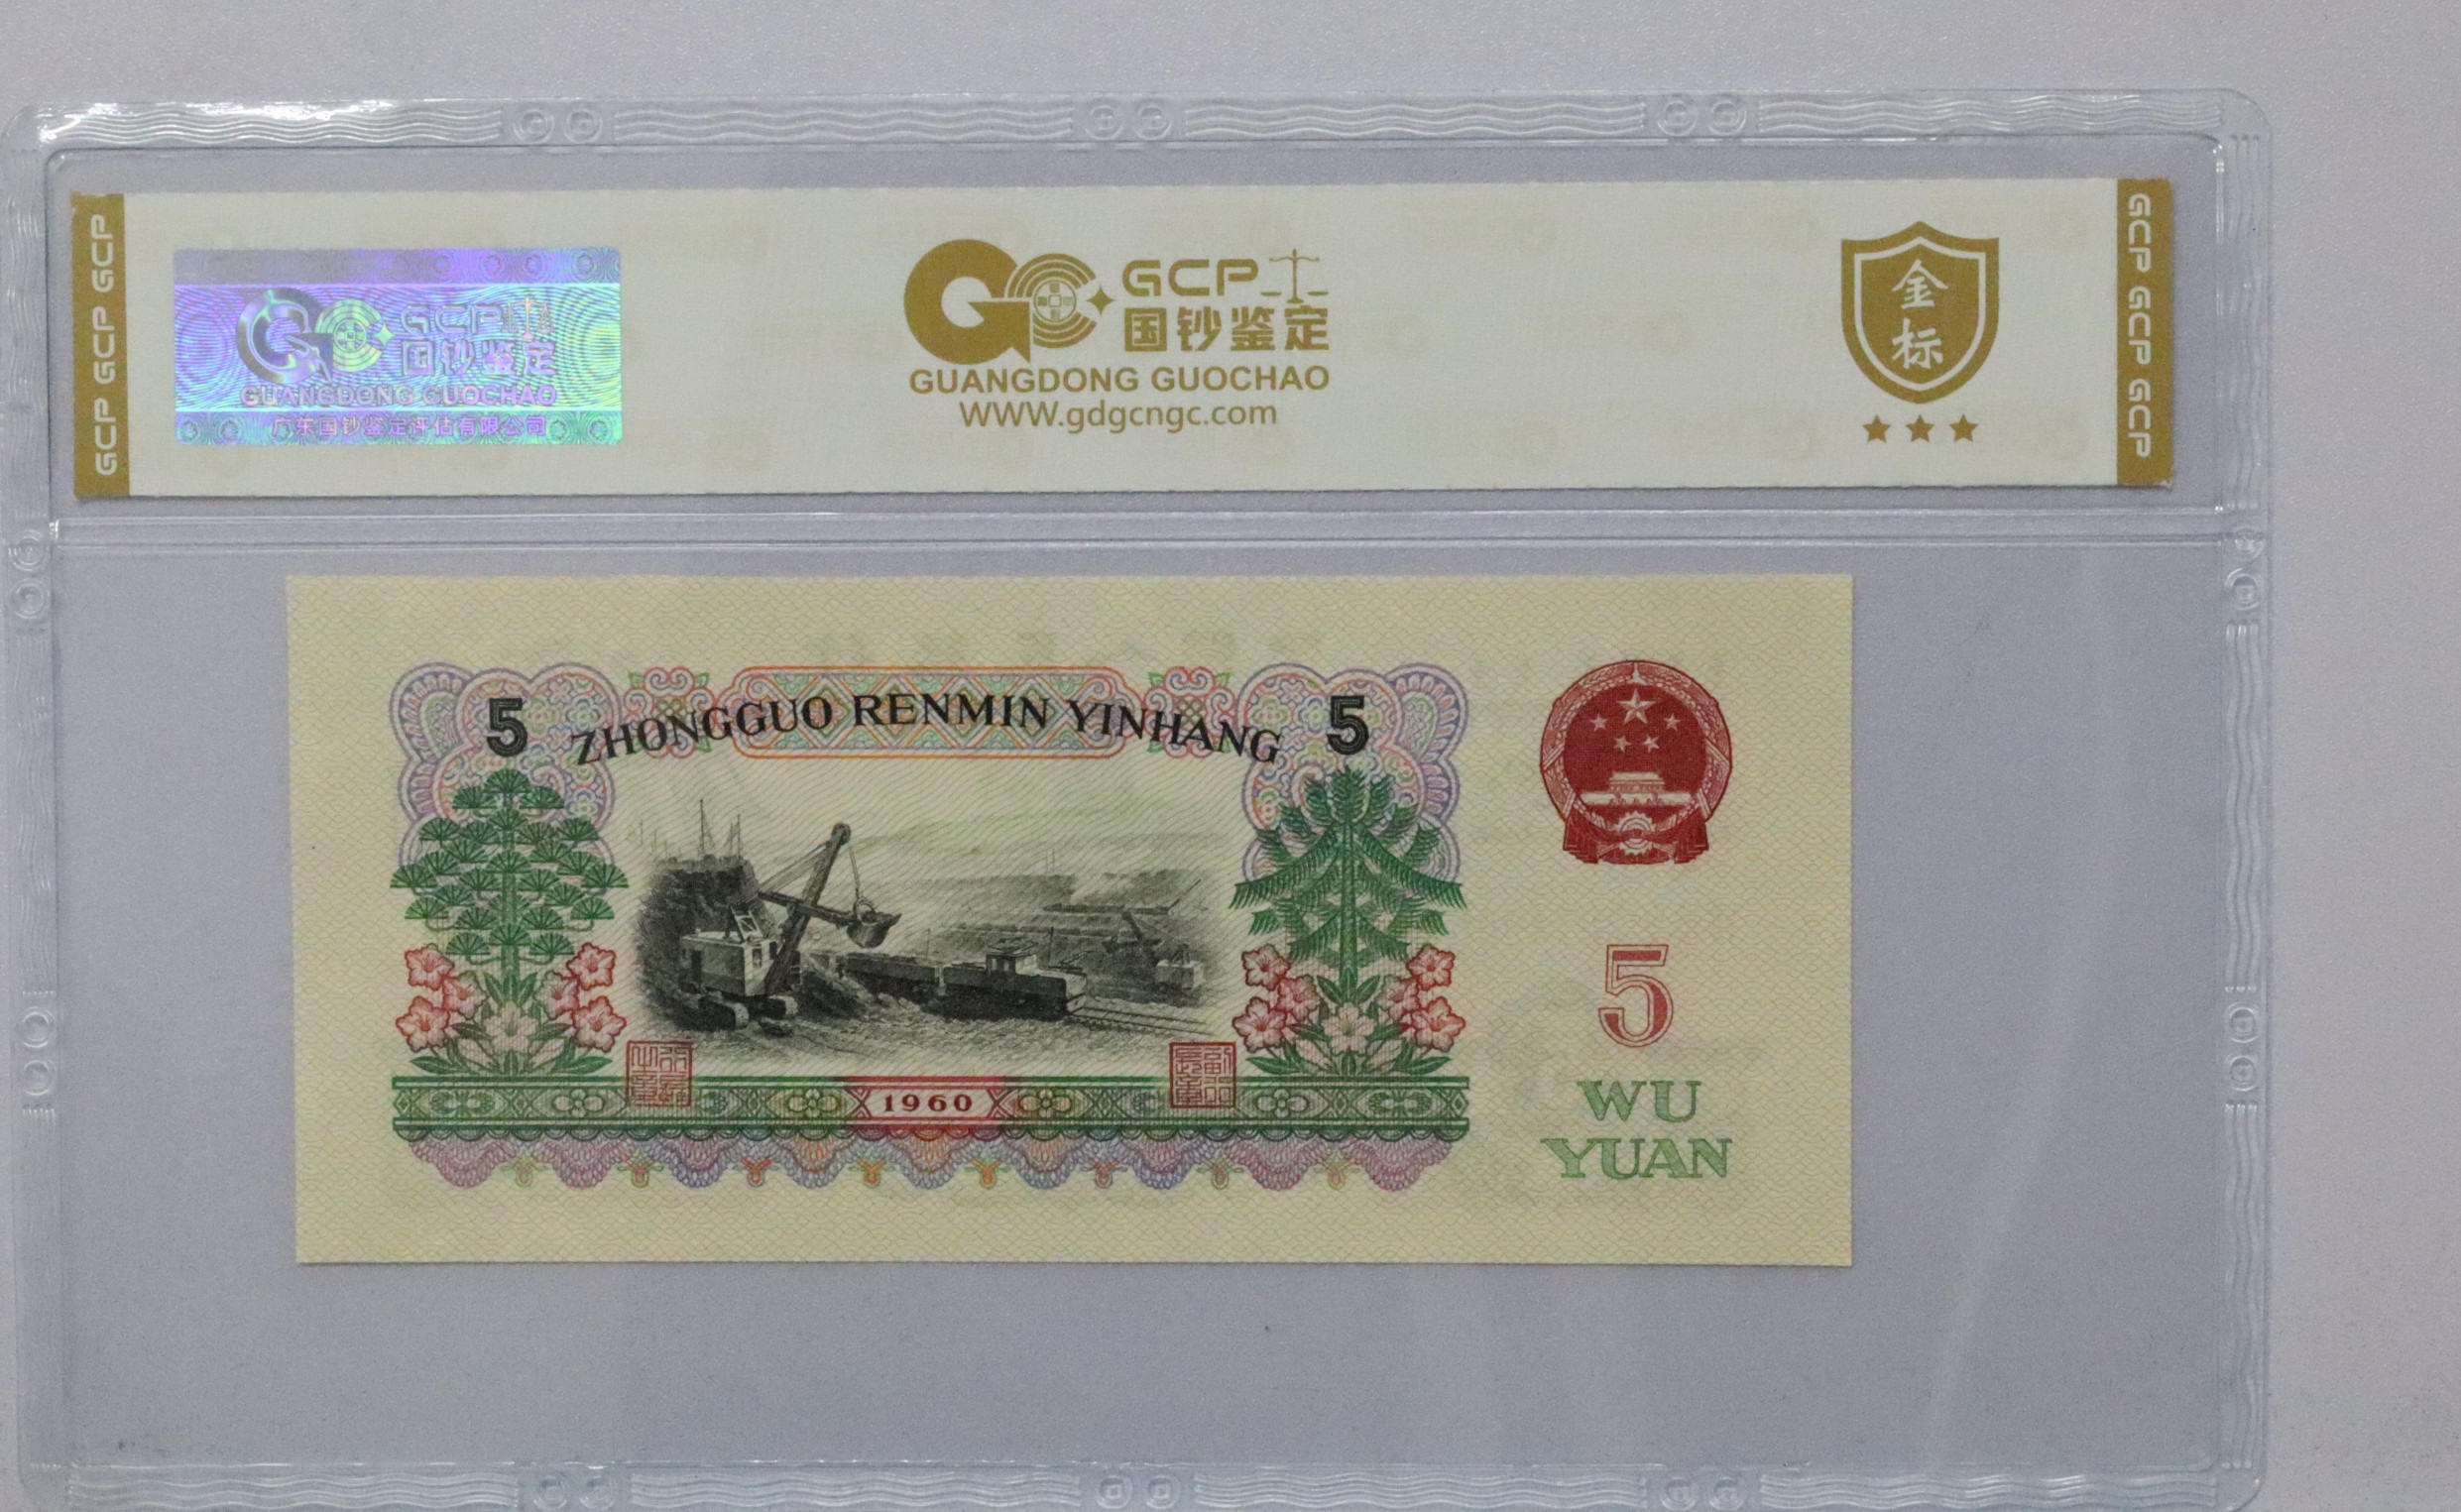 GCP GCP GCP
GCP
国钞鉴定
GUANGDONG GUOCHAO
广东国钞鉴定评估有限公司
GCP
国钞鉴定
GUANGDONG GUOCHAO
WWW.gdgcngc.com
金
标
GCP GCP GCP
5 ZHONGGUO RENMIN YINHANG 5
1960
5
WU
YUAN